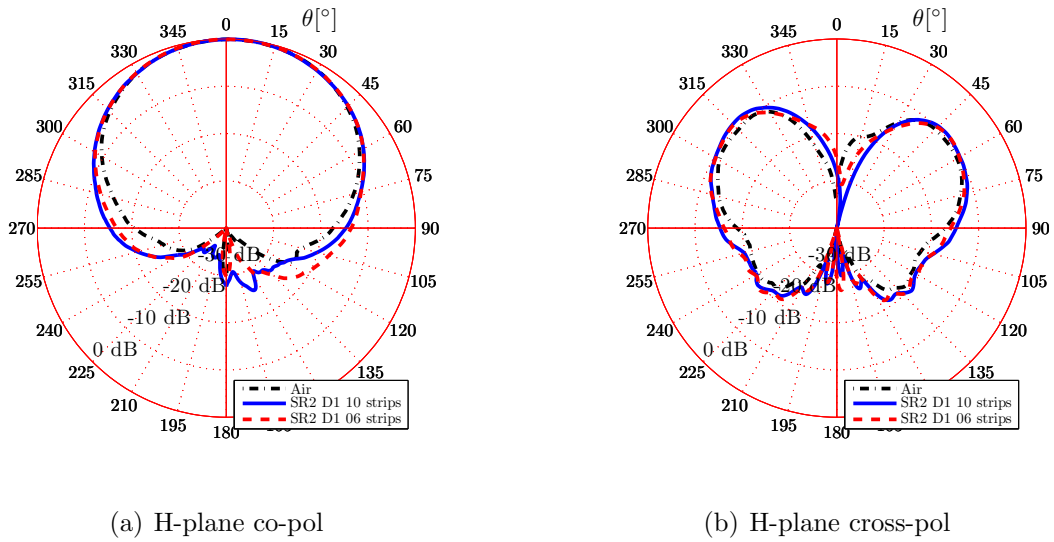 0
θ[°]
15
30
45
60
75
90
105
120
135
180
195
210
225
240
255
270
285
300
315
330
345
-20 dB
-10 dB
0 dB
Air
SR2 D1 10 strips
SR2 D1 06 strips
(a) H-plane co-pol
0
θ[°]
15
30
45
60
75
90
105
120
135
180
195
210
225
240
255
270
285
300
315
330
345
-30 dB
-20 dB
-10 dB
0 dB
Air
SR2 D1 10 strips
SR2 D1 06 strips
(b) H-plane cross-pol